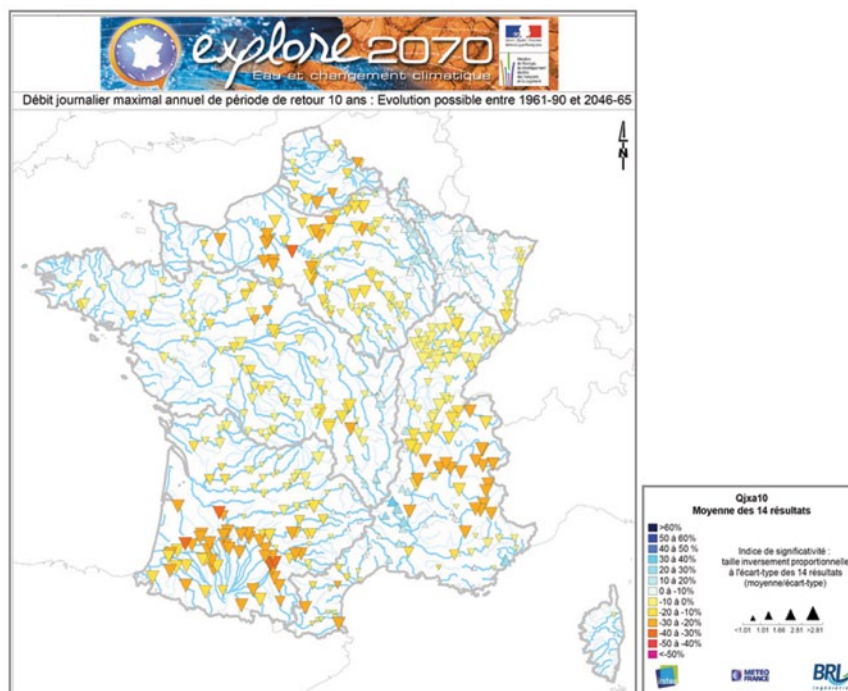 explore 2070
Eau et changement climatique
Débit journalier maximal annuel de période de retour 10 ans : Evolution possible entre 1961-90 et 2046-65
N
Qjxa10
Moyenne des 14 résultats
>60%
50 à 60%
40 à 50 %
30 à 40%
20 à 30%
10 à 20%
0 à -10%
-10 à 0%
-20 à -10%
-30 à -20%
-40 à -30%
-50 à -40%
<-50%
Indice de significativité :
taille inversement proportionnelle
à l'écart-type des 14 résultats
(moyenne/écart-type)
<1.01 1.01 1.66 2.81 >2.81
METEO
FRANCE
BRL
ingénierie